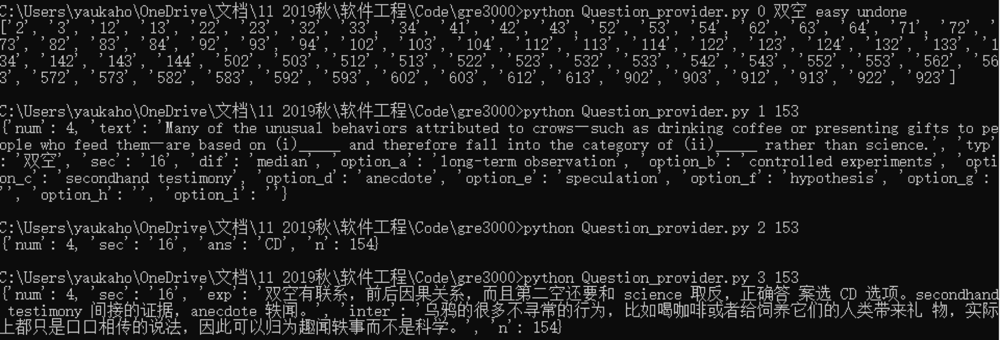 C:\Users\yaukaho\OneDrive\文档\11 2019秋\软件工程\Code\gre3000>python Question_provider.py 0 双空 easy undone
['2', '3', '12', '13', '22', '23', '32', '33', '34', '41', '42', '43', '52', '53', '54', '62', '63', '64', '71', '72', '
73', '82', '83', '84', '92', '93', '94', '102', '103', '104', '112', '113', '114', '122', '123', '124', '132', '133', '1
34', '142', '143', '144', '502', '503', '512', '513', '522', '523', '532', '533', '542', '543', '552', '553', '562', '56
3', '572', '573', '582', '583', '592', '593', '602', '603', '612', '613', '902', '903', '912', '913', '922', '923']
C:\Users\yaukaho\OneDrive\文档\11 2019秋\软件工程\Code\gre3000>python Question_provider.py 1 153
{'num': 4, 'text': 'Many of the unusual behaviors attributed to crows—such as drinking coffee or presenting gifts to pe
ople who feed them—are based on (i)_____ and therefore fall into the category of (ii)_____ rather than science.', 'typ'
: '双空', 'sec': '16', 'dif': 'median', 'option_a': 'long-term observation', 'option_b': 'controlled experiments', 'opti
on_c': 'secondhand testimony', 'option_d': 'anecdote', 'option_e': 'speculation', 'option_f': 'hypothesis', 'option_g':
'', 'option_h': '', 'option_i': ''}
C:\Users\yaukaho\OneDrive\文档\11 2019秋\软件工程\Code\gre3000>python Question_provider.py 2 153
{'num': 4, 'sec': '16', 'ans': 'CD', 'n': 154}
C:\Users\yaukaho\OneDrive\文档\11 2019秋\软件工程\Code\gre3000>python Question_provider.py 3 153
{'num': 4, 'sec': '16', 'exp': '双空有联系，前后因果关系，而且第二空还要和 science 取反，正确答 案选 CD 选项。secondhand
 testimony 间接的证据，anecdote 轶闻。', 'inter': '乌鸦的很多不寻常的行为，比如喝咖啡或者给饲养它们的人类带来礼 物，实际
上都只是口口相传的说法，因此可以归为趣闻轶事而不是科学。', 'n': 154}